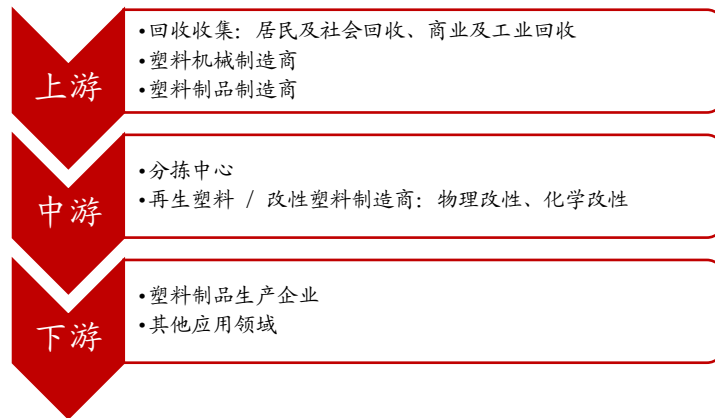 上游
•回收收集：居民及社会回收、商业及工业回收
•塑料机械制造商
•塑料制品制造商
中游
•分拣中心
•再生塑料 / 改性塑料制造商：物理改性、化学改性
下游
•塑料制品生产企业
•其他应用领域